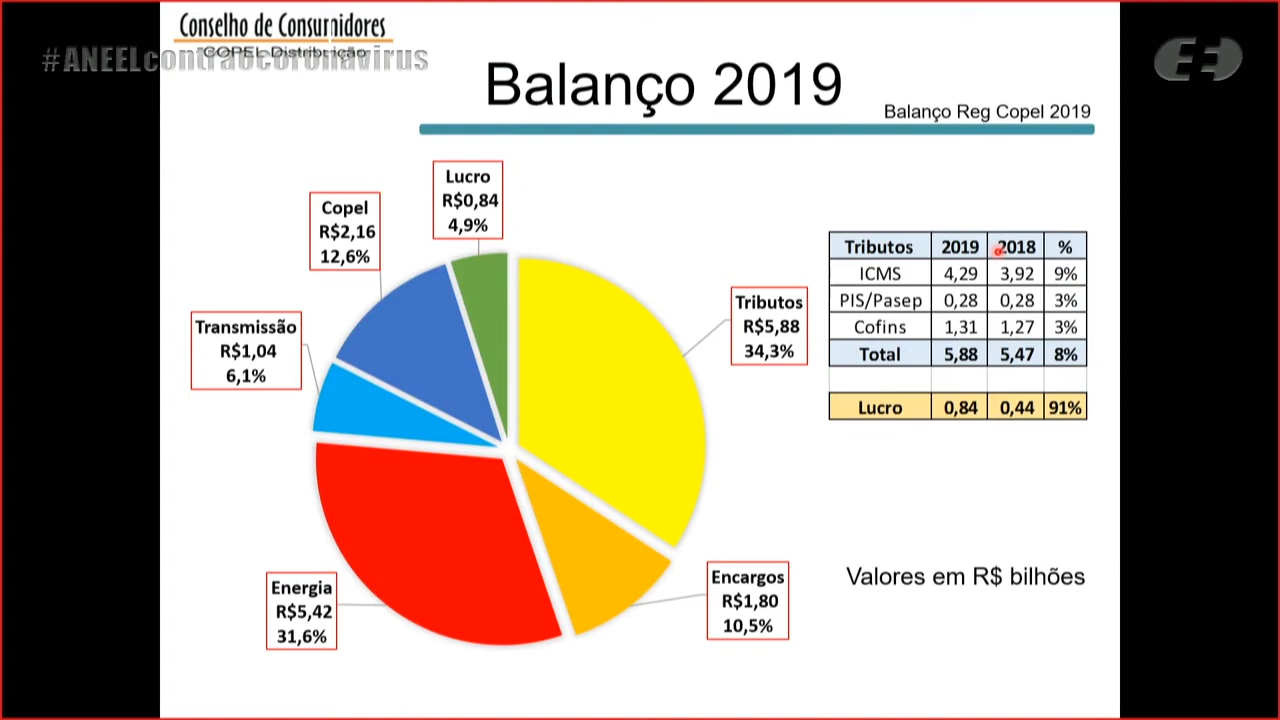 Conselho de Consumidores
COPEL Distribuição
#ANEELcontraocoronavirus
Balanço 2019
Balanço Reg Copel 2019
Lucro
R$0,84
4,9%
Copel
R$2,16
12,6%
Transmissão
R$1,04
6,1%
Tributos
R$5,88
34,3%
Tributos 2019 2018 %
ICMS 4,29 3,92 9%
PIS/Pasep 0,28 0,28 3%
Cofins 1,31 1,27 3%
Total 5,88 5,47 8%
Lucro 0,84 0,44 91%
Energia
R$5,42
31,6%
Encargos
R$1,80
10,5%
Valores em R$ bilhões